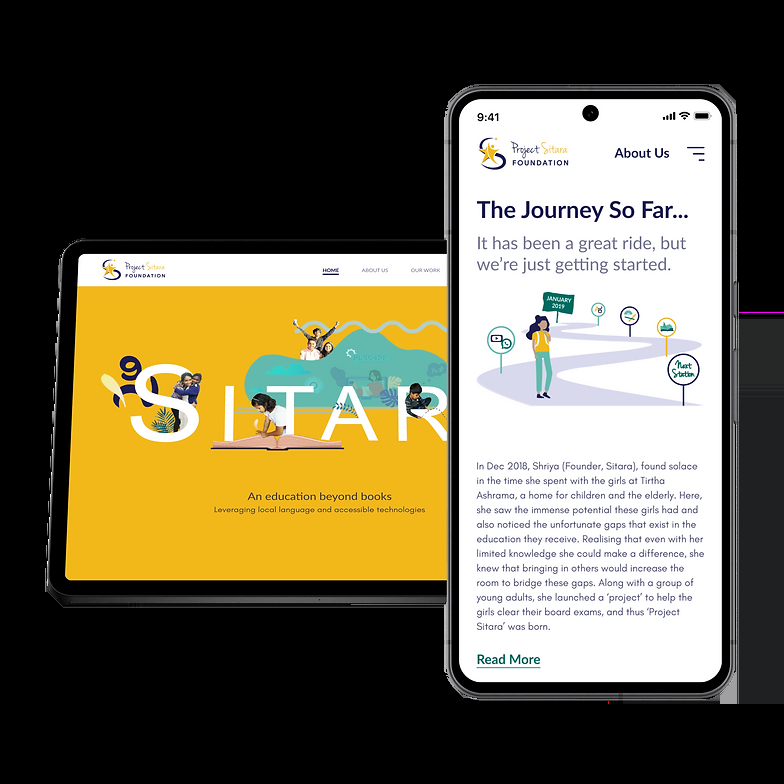 Project Sitara
FOUNDATION
HOME
ABOUT US
OUR WORK
SITAR
An education beyond books
Leveraging local language and accessible technologies
9:41
Project Sitara
FOUNDATION
About Us
The Journey So Far...
It has been a great ride, but
we're just getting started.
JANUARY
2019
Next
Station
In Dec 2018, Shriya (Founder, Sitara), found solace
in the time she spent with the girls at Tirtha
Ashrama, a home for children and the elderly. Here,
she saw the immense potential these girls had and
also noticed the unfortunate gaps that exist in the
education they receive. Realising that even with her
limited knowledge she could make a difference, she
knew that bringing in others would increase the
room to bridge these gaps. Along with a group of
young adults, she launched a 'project' to help the
girls clear their board exams, and thus 'Project
Sitara' was born.
Read More